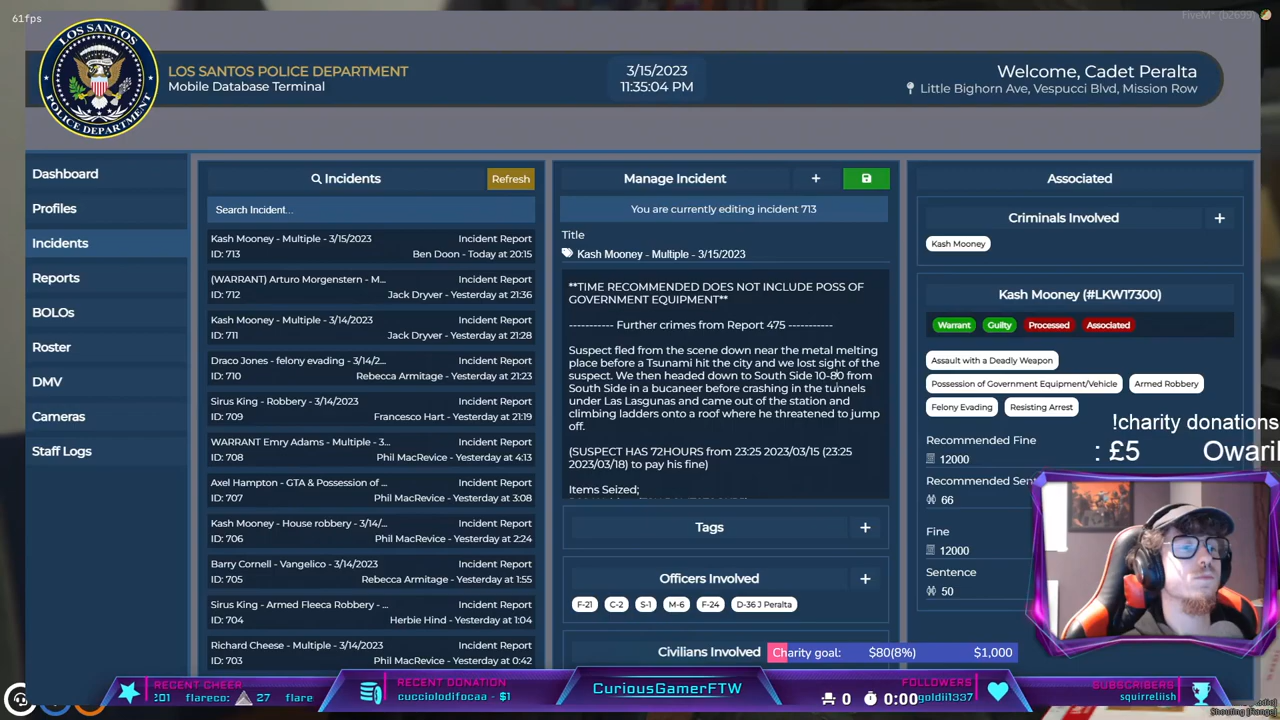 61fps
FiveM* (b2699)
LOS SANTOS
POLICE DEPARTMENT
LOS SANTOS POLICE DEPARTMENT
Mobile Database Terminal
3/15/2023
11:35:04 PM
Welcome, Cadet Peralta
Little Bighorn Ave, Vespucci Blvd, Mission Row
Dashboard
Profiles
Incidents
Reports
BOLOs
Roster
DMV
Cameras
Staff Logs
Incidents
Refresh
Search Incident...
Kash Mooney - Multiple - 3/15/2023 Incident Report
ID: 713 Ben Doon - Today at 20:15
(WARRANT) Arturo Morgenstern - M... Incident Report
ID: 712 Jack Dryver - Yesterday at 21:36
Kash Mooney - Multiple - 3/14/2023 Incident Report
ID: 711 Jack Dryver - Yesterday at 21:28
Draco Jones - felony evading - 3/14/2... Incident Report
ID: 710 Rebecca Armitage - Yesterday at 21:23
Sirus King - Robbery - 3/14/2023 Incident Report
ID: 709 Francesco Hart - Yesterday at 21:19
WARRANT Emry Adams - Multiple - 3... Incident Report
ID: 708 Phil MacRevice - Yesterday at 4:13
Axel Hampton - GTA & Possession of ... Incident Report
ID: 707 Phil MacRevice - Yesterday at 3:08
Kash Mooney - House robbery - 3/14/... Incident Report
ID: 706 Phil MacRevice - Yesterday at 2:24
Barry Cornell - Vangelico - 3/14/2023 Incident Report
ID: 705 Rebecca Armitage - Yesterday at 1:55
Sirus King - Armed Fleeca Robbery - ... Incident Report
ID: 704 Herbie Hind - Yesterday at 1:04
Richard Cheese - Multiple - 3/14/2023 Incident Report
ID: 703 Phil MacRevice - Yesterday at 0:42
Manage Incident
You are currently editing incident 713
Title
Kash Mooney - Multiple - 3/15/2023
**TIME RECOMMENDED DOES NOT INCLUDE POSS OF
GOVERNMENT EQUIPMENT**
----------- Further crimes from Report 475 -----------
Suspect fled from the scene down near the metal melting
place before a Tsunami hit the city and we lost sight of the
suspect. We then headed down to South Side 10-80 from
South Side in a bucaneer before crashing in the tunnels
under Las Lasgunas and came out of the station and
climbing ladders onto a roof where he threatened to jump
off.
(SUSPECT HAS 72HOURS from 23:25 2023/03/15 (23:25
2023/03/18) to pay his fine)
Items Seized;
Tags
Officers Involved
F-21 C-2 S-1 M-6 F-24 D-36 J Peralta
Civilians Involved
Associated
Criminals Involved
Kash Mooney
Kash Mooney (#LKW17300)
Warrant Guilty Processed Associated
Assault with a Deadly Weapon
Possession of Government Equipment/Vehicle Armed Robbery
Felony Evading Resisting Arrest
Recommended Fine
12000
Recommended Sen
66
Fine
12000
Sentence
50
!charity donations
: £5 Owaril
Charity goal: $80(8%) $1,000
RECENT CHEER
301 flareco: 27 flare
RECENT DONATION
cucciolodifocaa - $1
CuriousGamerFTW
0 0:00
FOLLOWERS
goldii1337
SUBSCRIBERS
squirreliish
Shouting [Range]